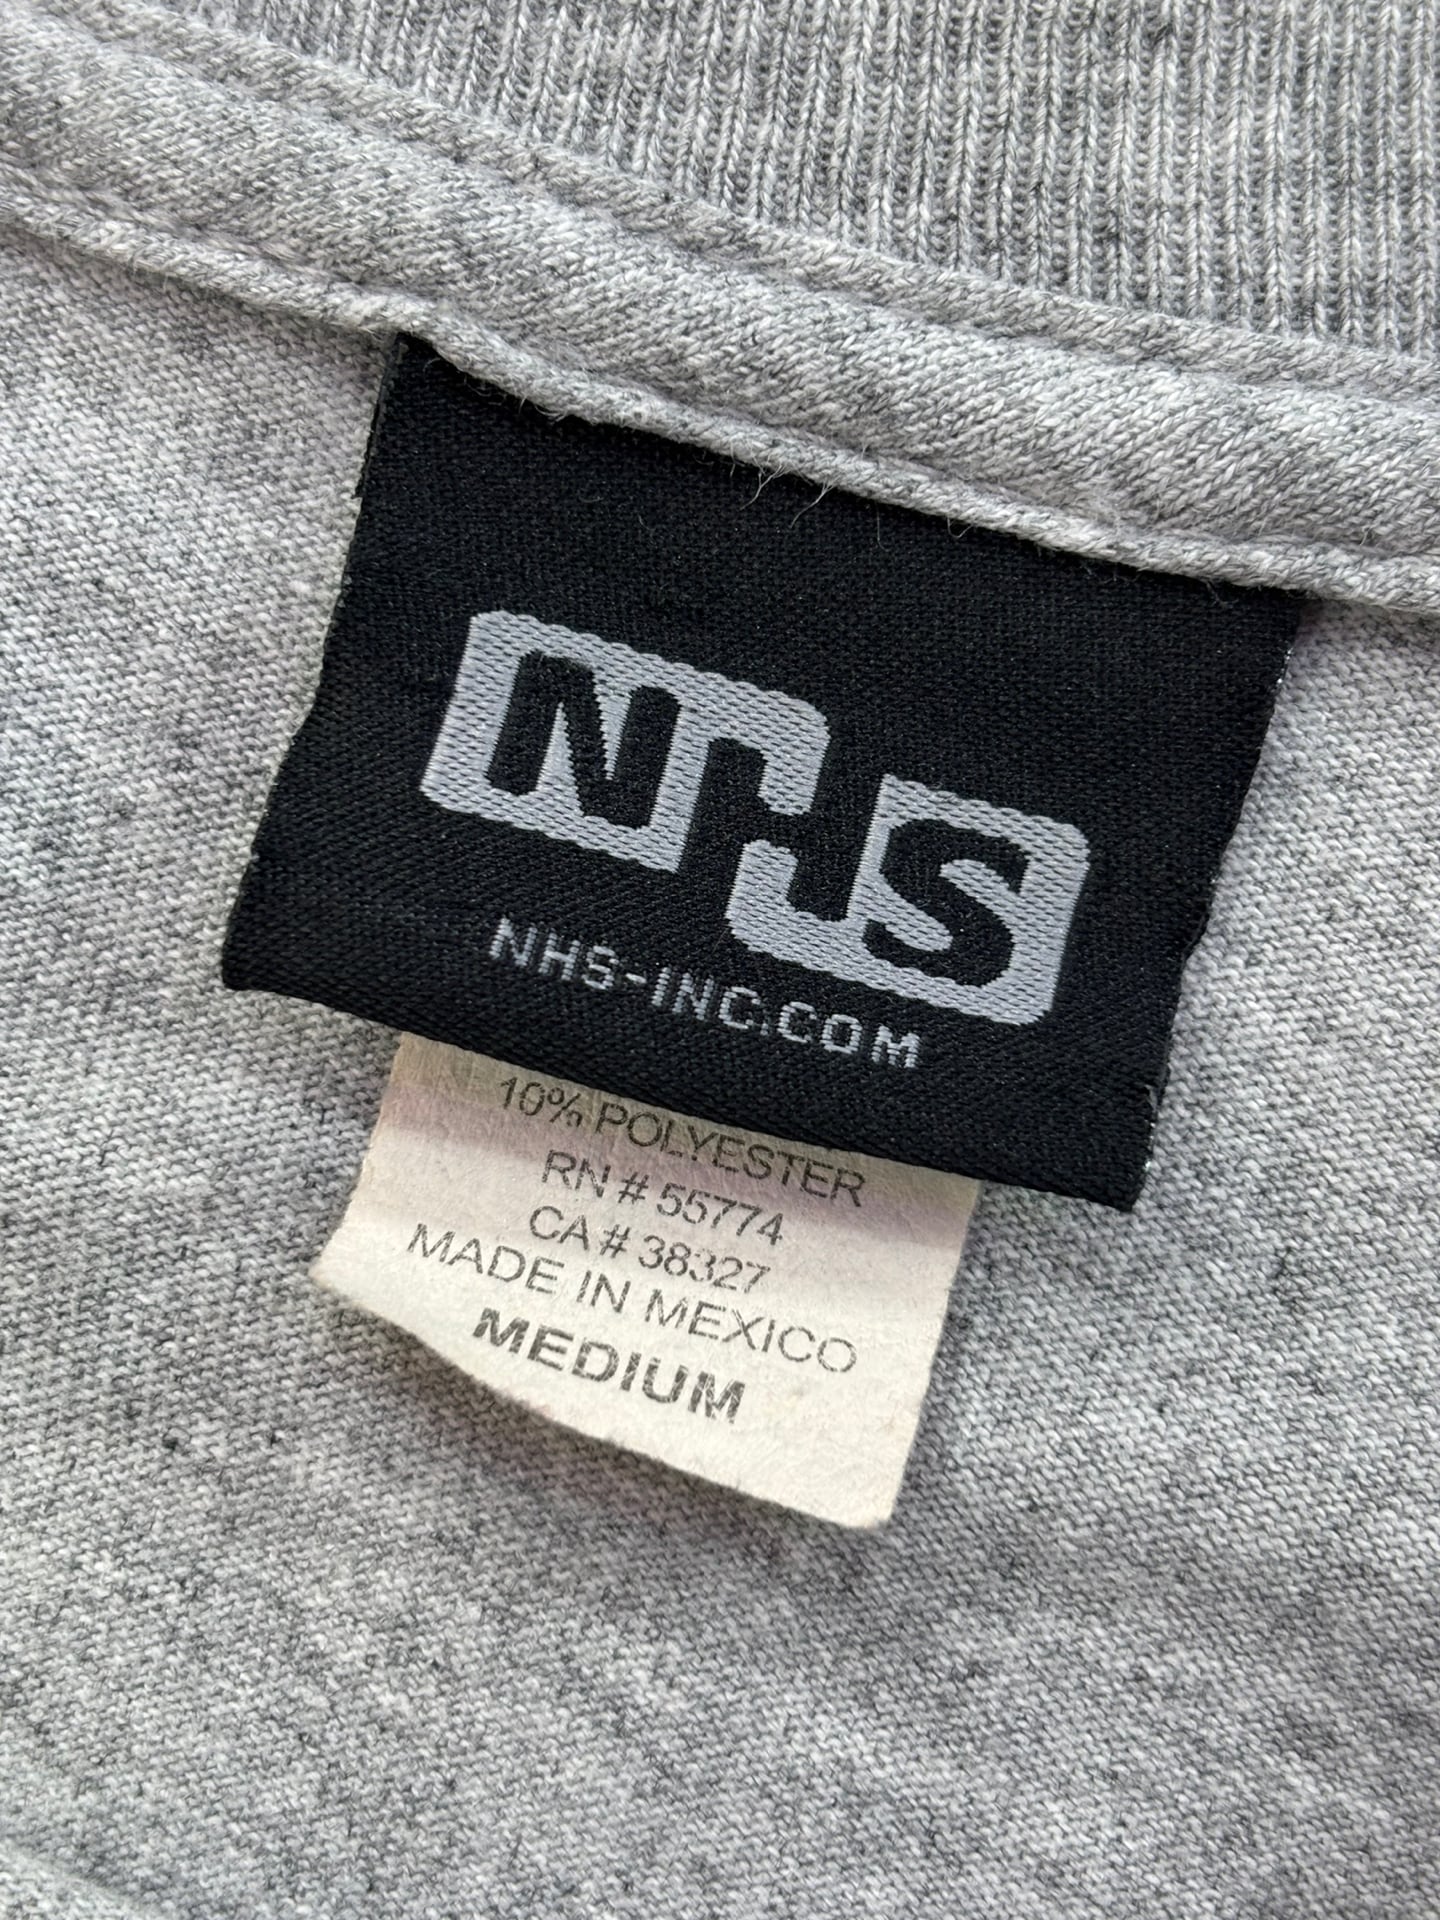 NHS
NHS-INC.COM
10% POLYESTER
RN # 55774
CA # 38327
MADE IN MEXICO
MEDIUM